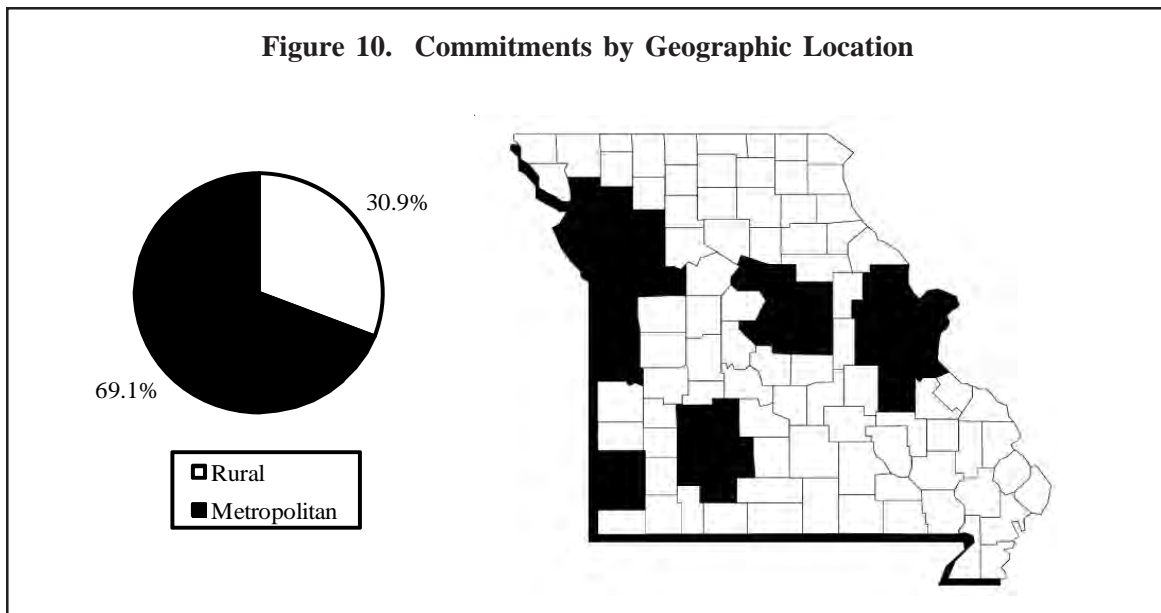 Figure 10. Commitments by Geographic Location
30.9%
69.1%
Rural
Metropolitan